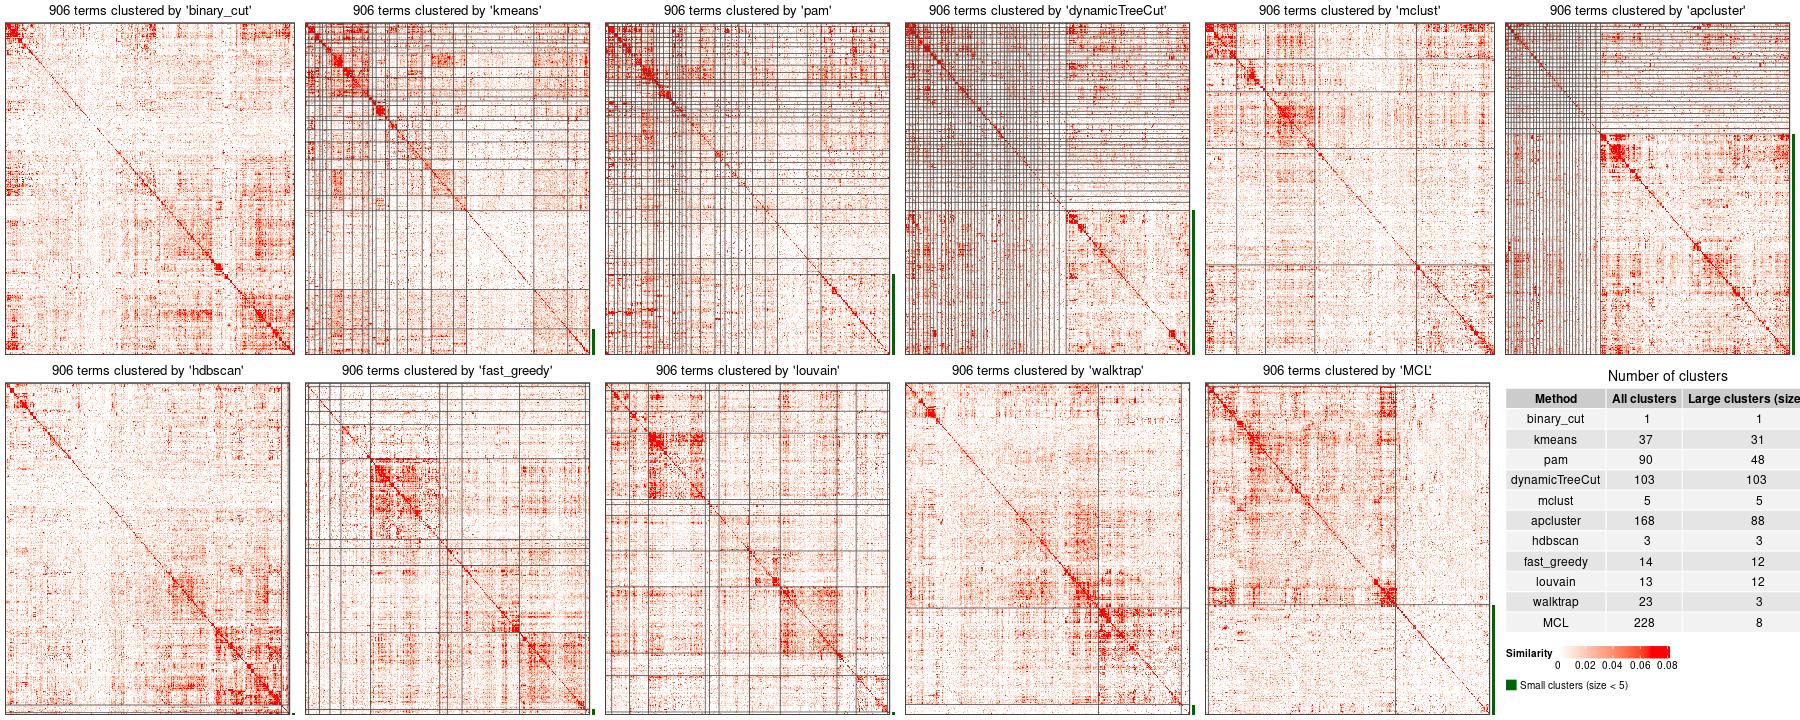 906 terms clustered by 'binary_cut'
906 terms clustered by 'kmeans'
906 terms clustered by 'pam'
906 terms clustered by 'dynamicTreeCut'
906 terms clustered by 'mclust'
906 terms clustered by 'apcluster'
906 terms clustered by 'hdbscan'
906 terms clustered by 'fast_greedy'
906 terms clustered by 'louvain'
906 terms clustered by 'walktrap'
906 terms clustered by 'MCL'
Number of clusters
Method All clusters Large clusters (size
binary_cut 1 1
kmeans 37 31
pam 90 48
dynamicTreeCut 103 103
mclust 5 5
apcluster 168 88
hdbscan 3 3
fast_greedy 14 12
louvain 13 12
walktrap 23 3
MCL 228 8
Similarity
0 0.02 0.04 0.06 0.08
Small clusters (size < 5)